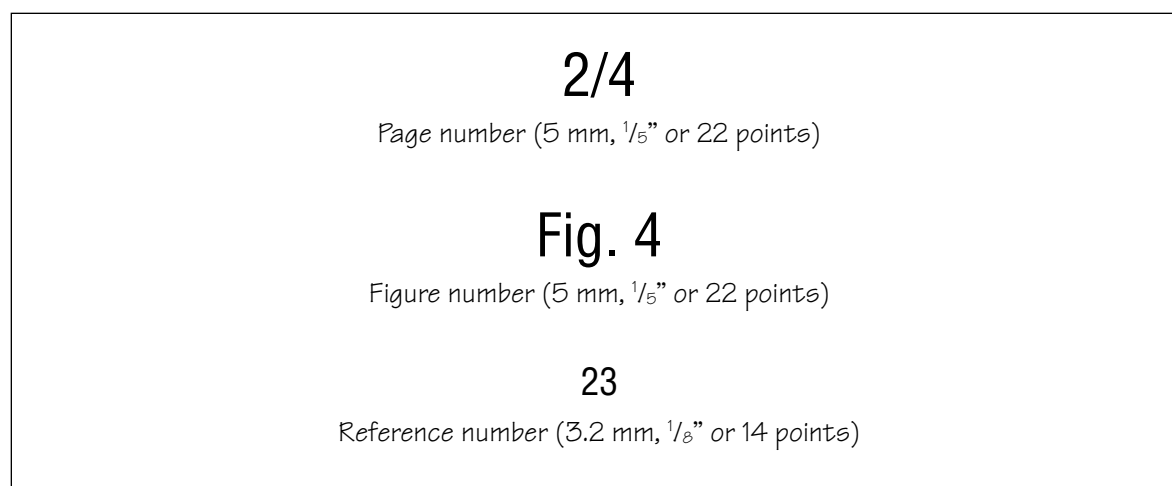 2/4
Page number (5 mm, 1/5” or 22 points)
Fig. 4
Figure number (5 mm, 1/5” or 22 points)
23
Reference number (3.2 mm, 1/8” or 14 points)